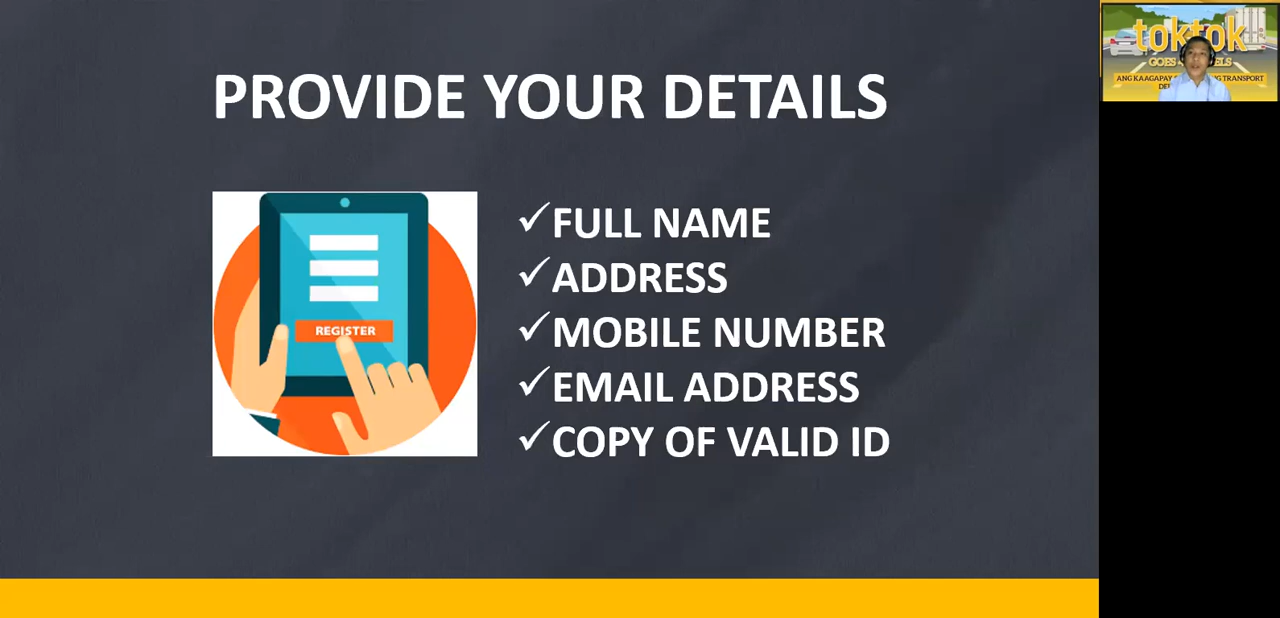 PROVIDE YOUR DETAILS
REGISTER
✓FULL NAME
✓ADDRESS
✓MOBILE NUMBER
✓EMAIL ADDRESS
✓COPY OF VALID ID
toktok
GOES
ANG KAAGAPAY
TRANSPORT